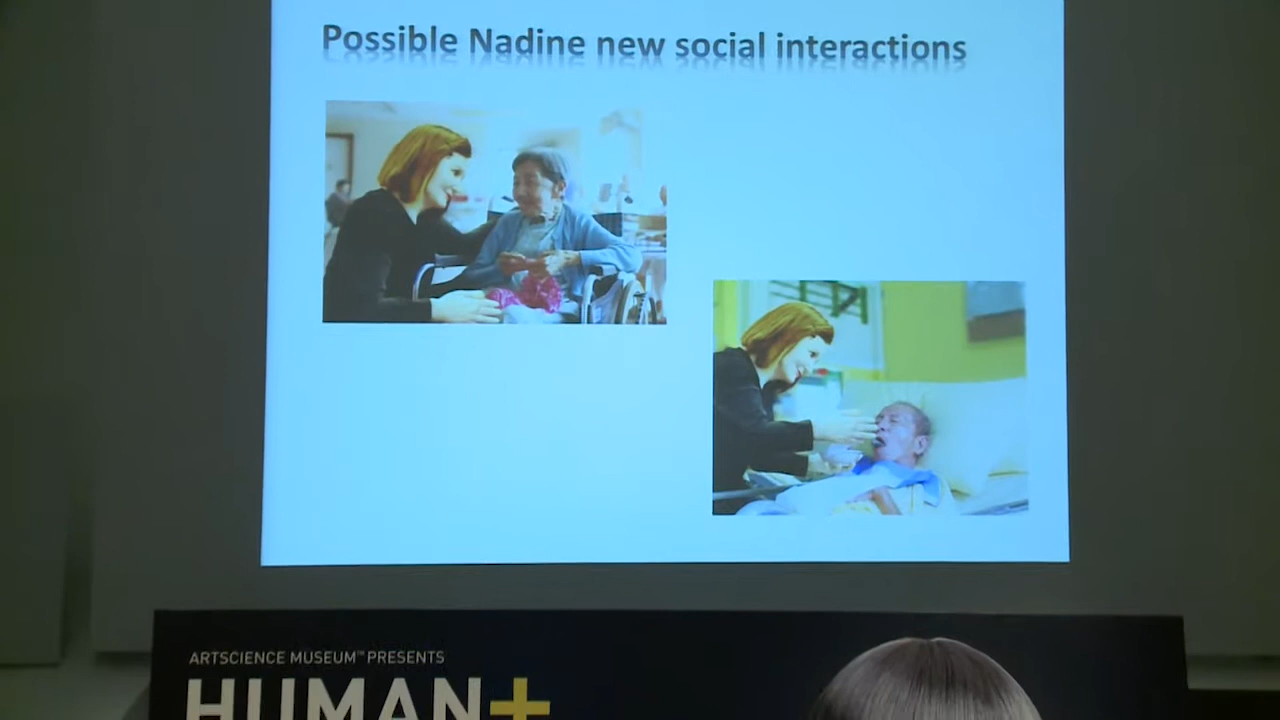 Possible Nadine new social interactions
ARTSCIENCE MUSEUM™ PRESENTS
HUMAN+